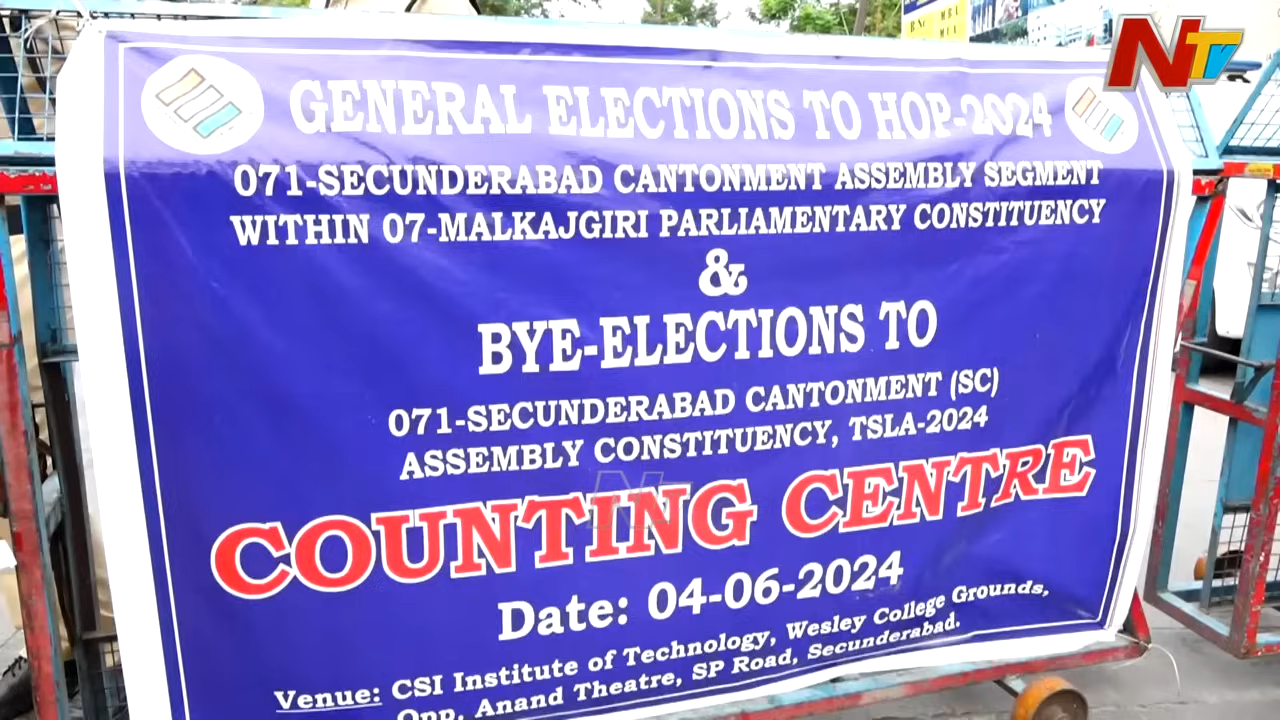 NTV
GENERAL ELECTIONS TO HOP-2024
071-SECUNDERABAD CANTONMENT ASSEMBLY SEGMENT
WITHIN 07-MALKAJGIRI PARLIAMENTARY CONSTITUENCY
&
BYE-ELECTIONS TO
071-SECUNDERABAD CANTONMENT (SC)
ASSEMBLY CONSTITUENCY, TSLA-2024
COUNTING CENTRE
Date: 04-06-2024
Venue: CSI Institute of Technology, Wesley College Grounds,
Opp. Anand Theatre, SP Road, Secunderabad.